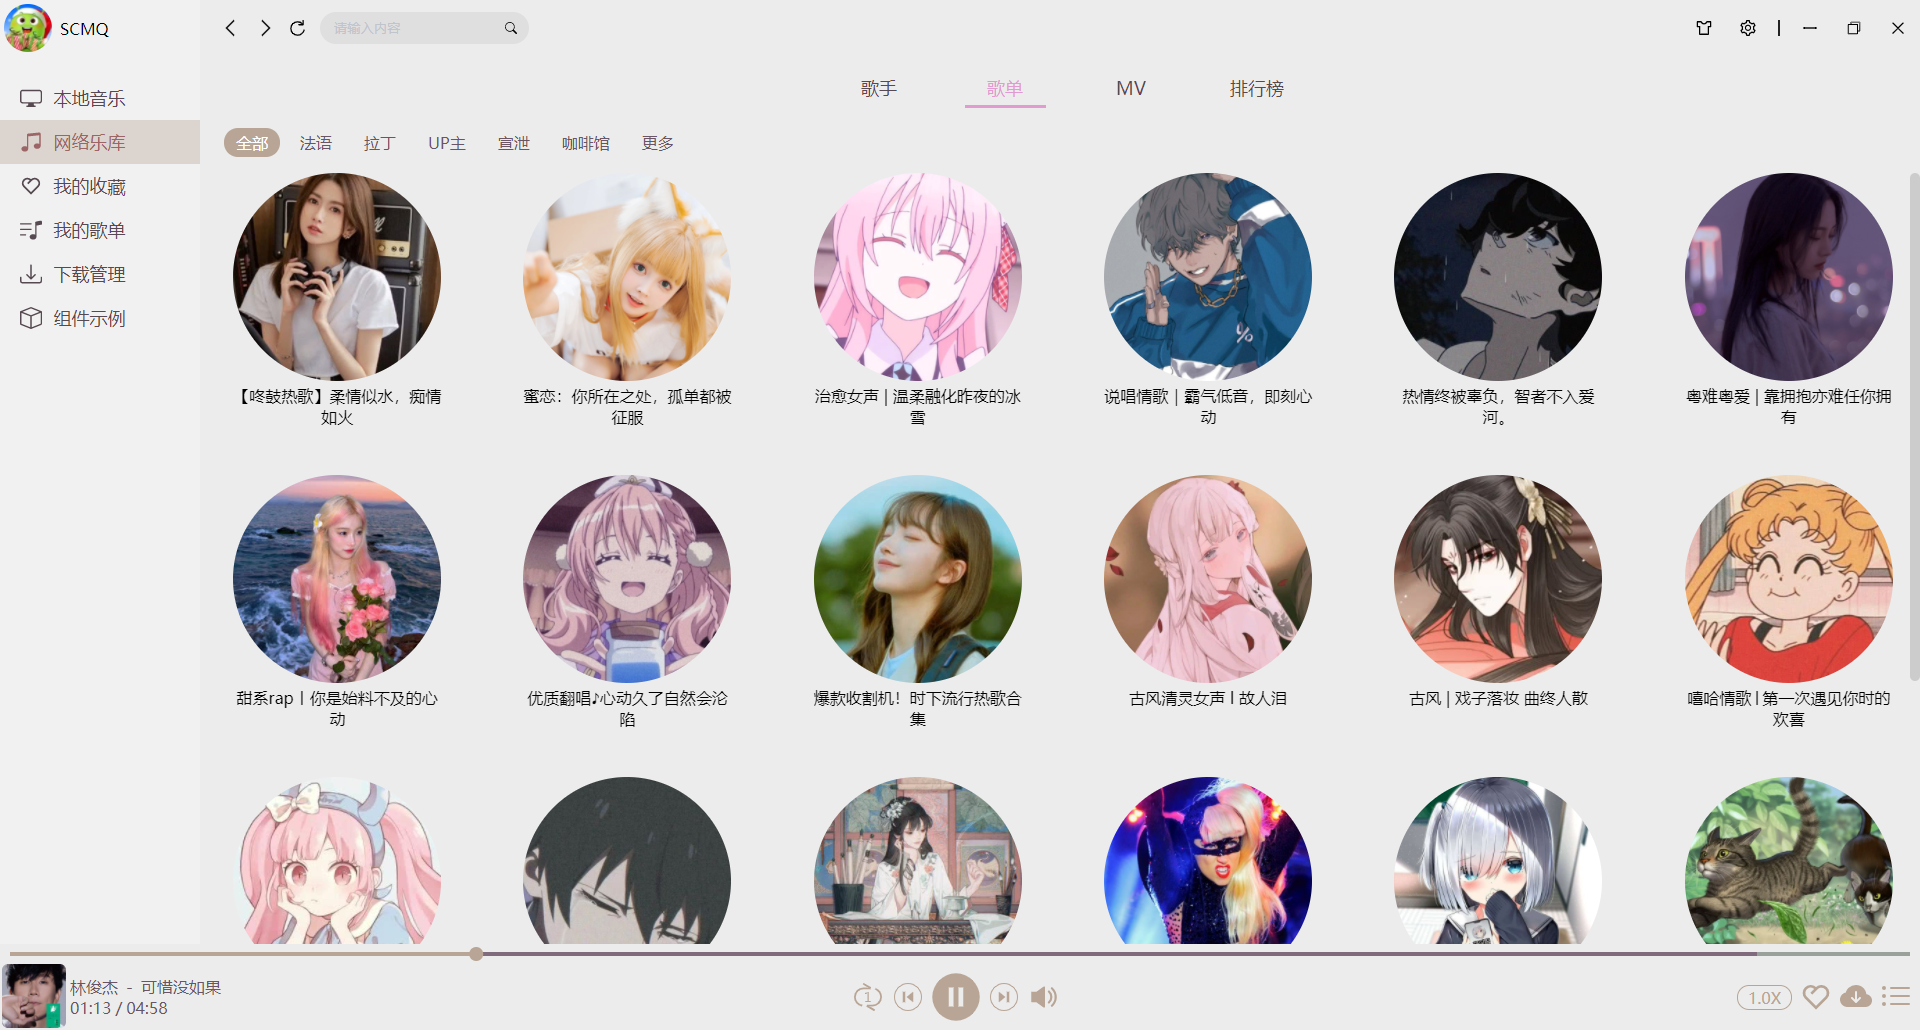 SCMQ
请输入内容
本地音乐
网络乐库
我的收藏
我的歌单
下载管理
组件示例
歌手 歌单 MV 排行榜
全部 法语 拉丁 UP主 宣泄 咖啡馆 更多
【咚鼓热歌】柔情似水，痴情
如火
蜜恋：你所在之处，孤单都被
征服
治愈女声 | 温柔融化昨夜的冰
雪
说唱情歌 | 霸气低音，即刻心
动
热情终被辜负，智者不入爱
河。
粤难粤爱 | 靠拥抱亦难任你拥
有
甜系rap丨你是始料不及的心
动
优质翻唱♪心动久了自然会沦
陷
爆款收割机！时下流行热歌合
集
古风清灵女声 l 故人泪
古风 | 戏子落妆 曲终人散
嘻哈情歌 l 第一次遇见你时的
欢喜
林俊杰 - 可惜没如果
01:13 / 04:58
1
1.0X